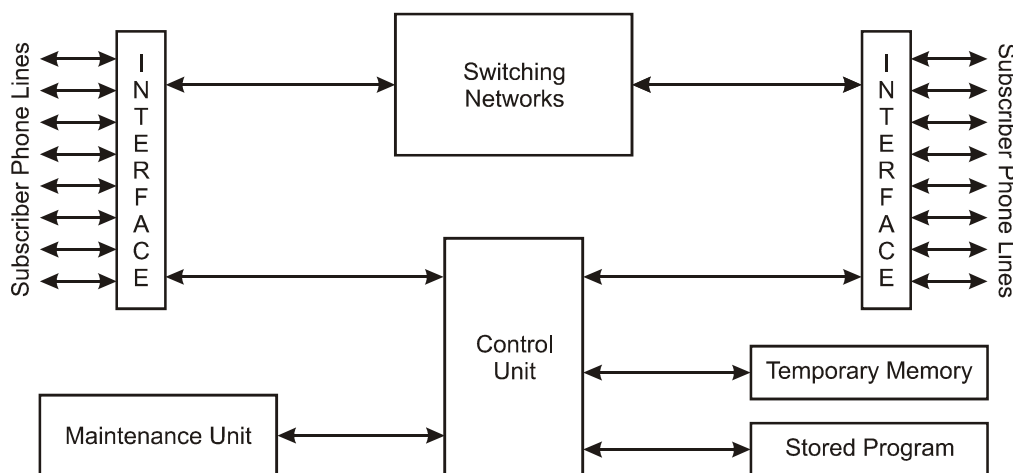 Subscriber Phone Lines
INTERFACE
Switching
Networks
INTERFACE
Subscriber Phone Lines
Control
Unit
Temporary Memory
Maintenance Unit
Stored Program